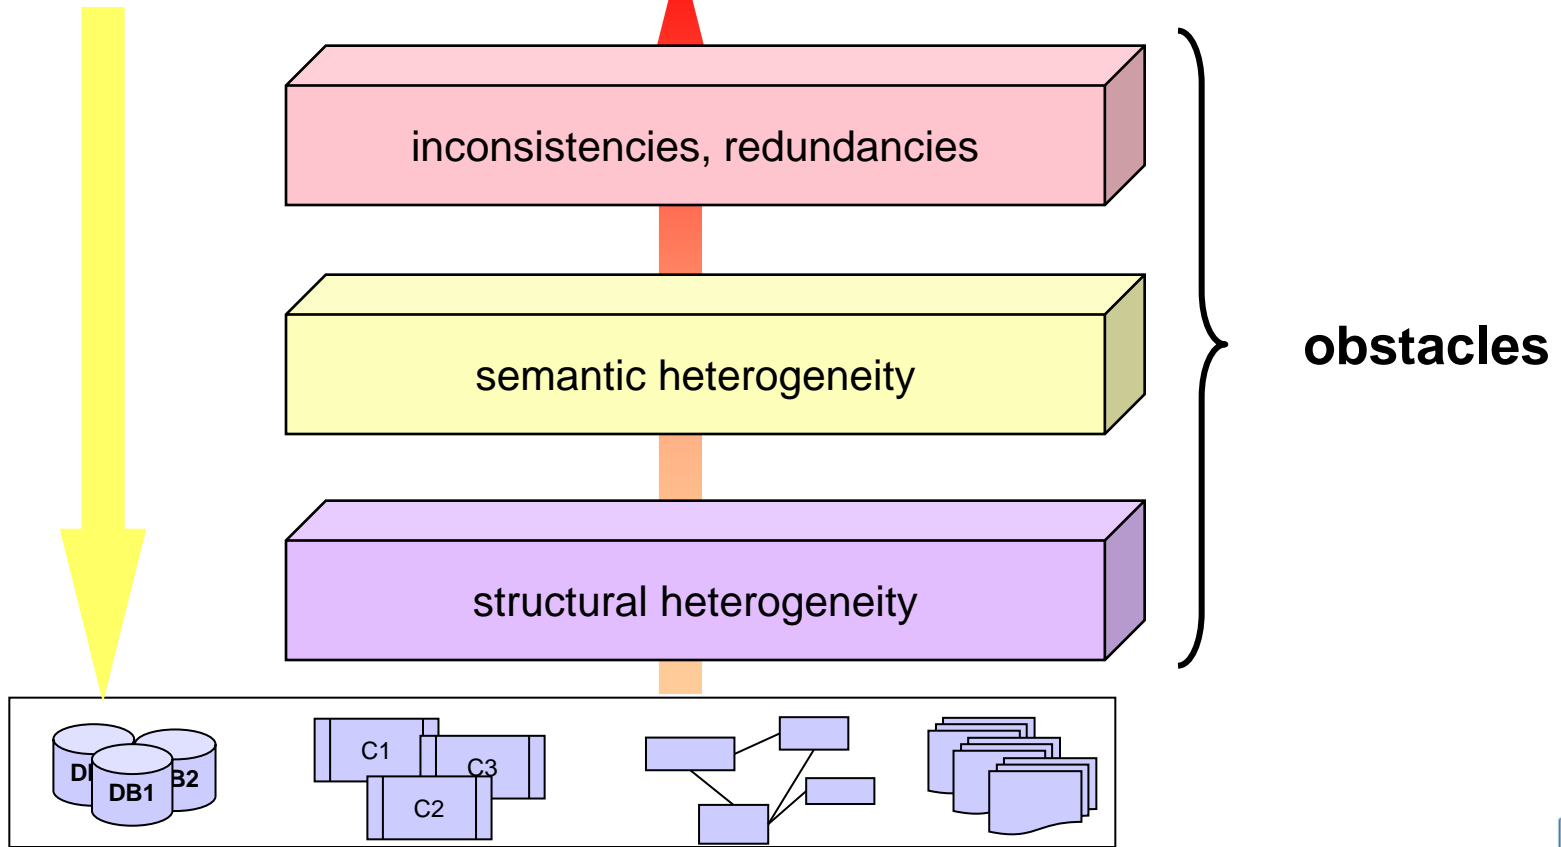 inconsistencies, redundancies
semantic heterogeneity
obstacles
structural heterogeneity
C1
C3
DB1
C2